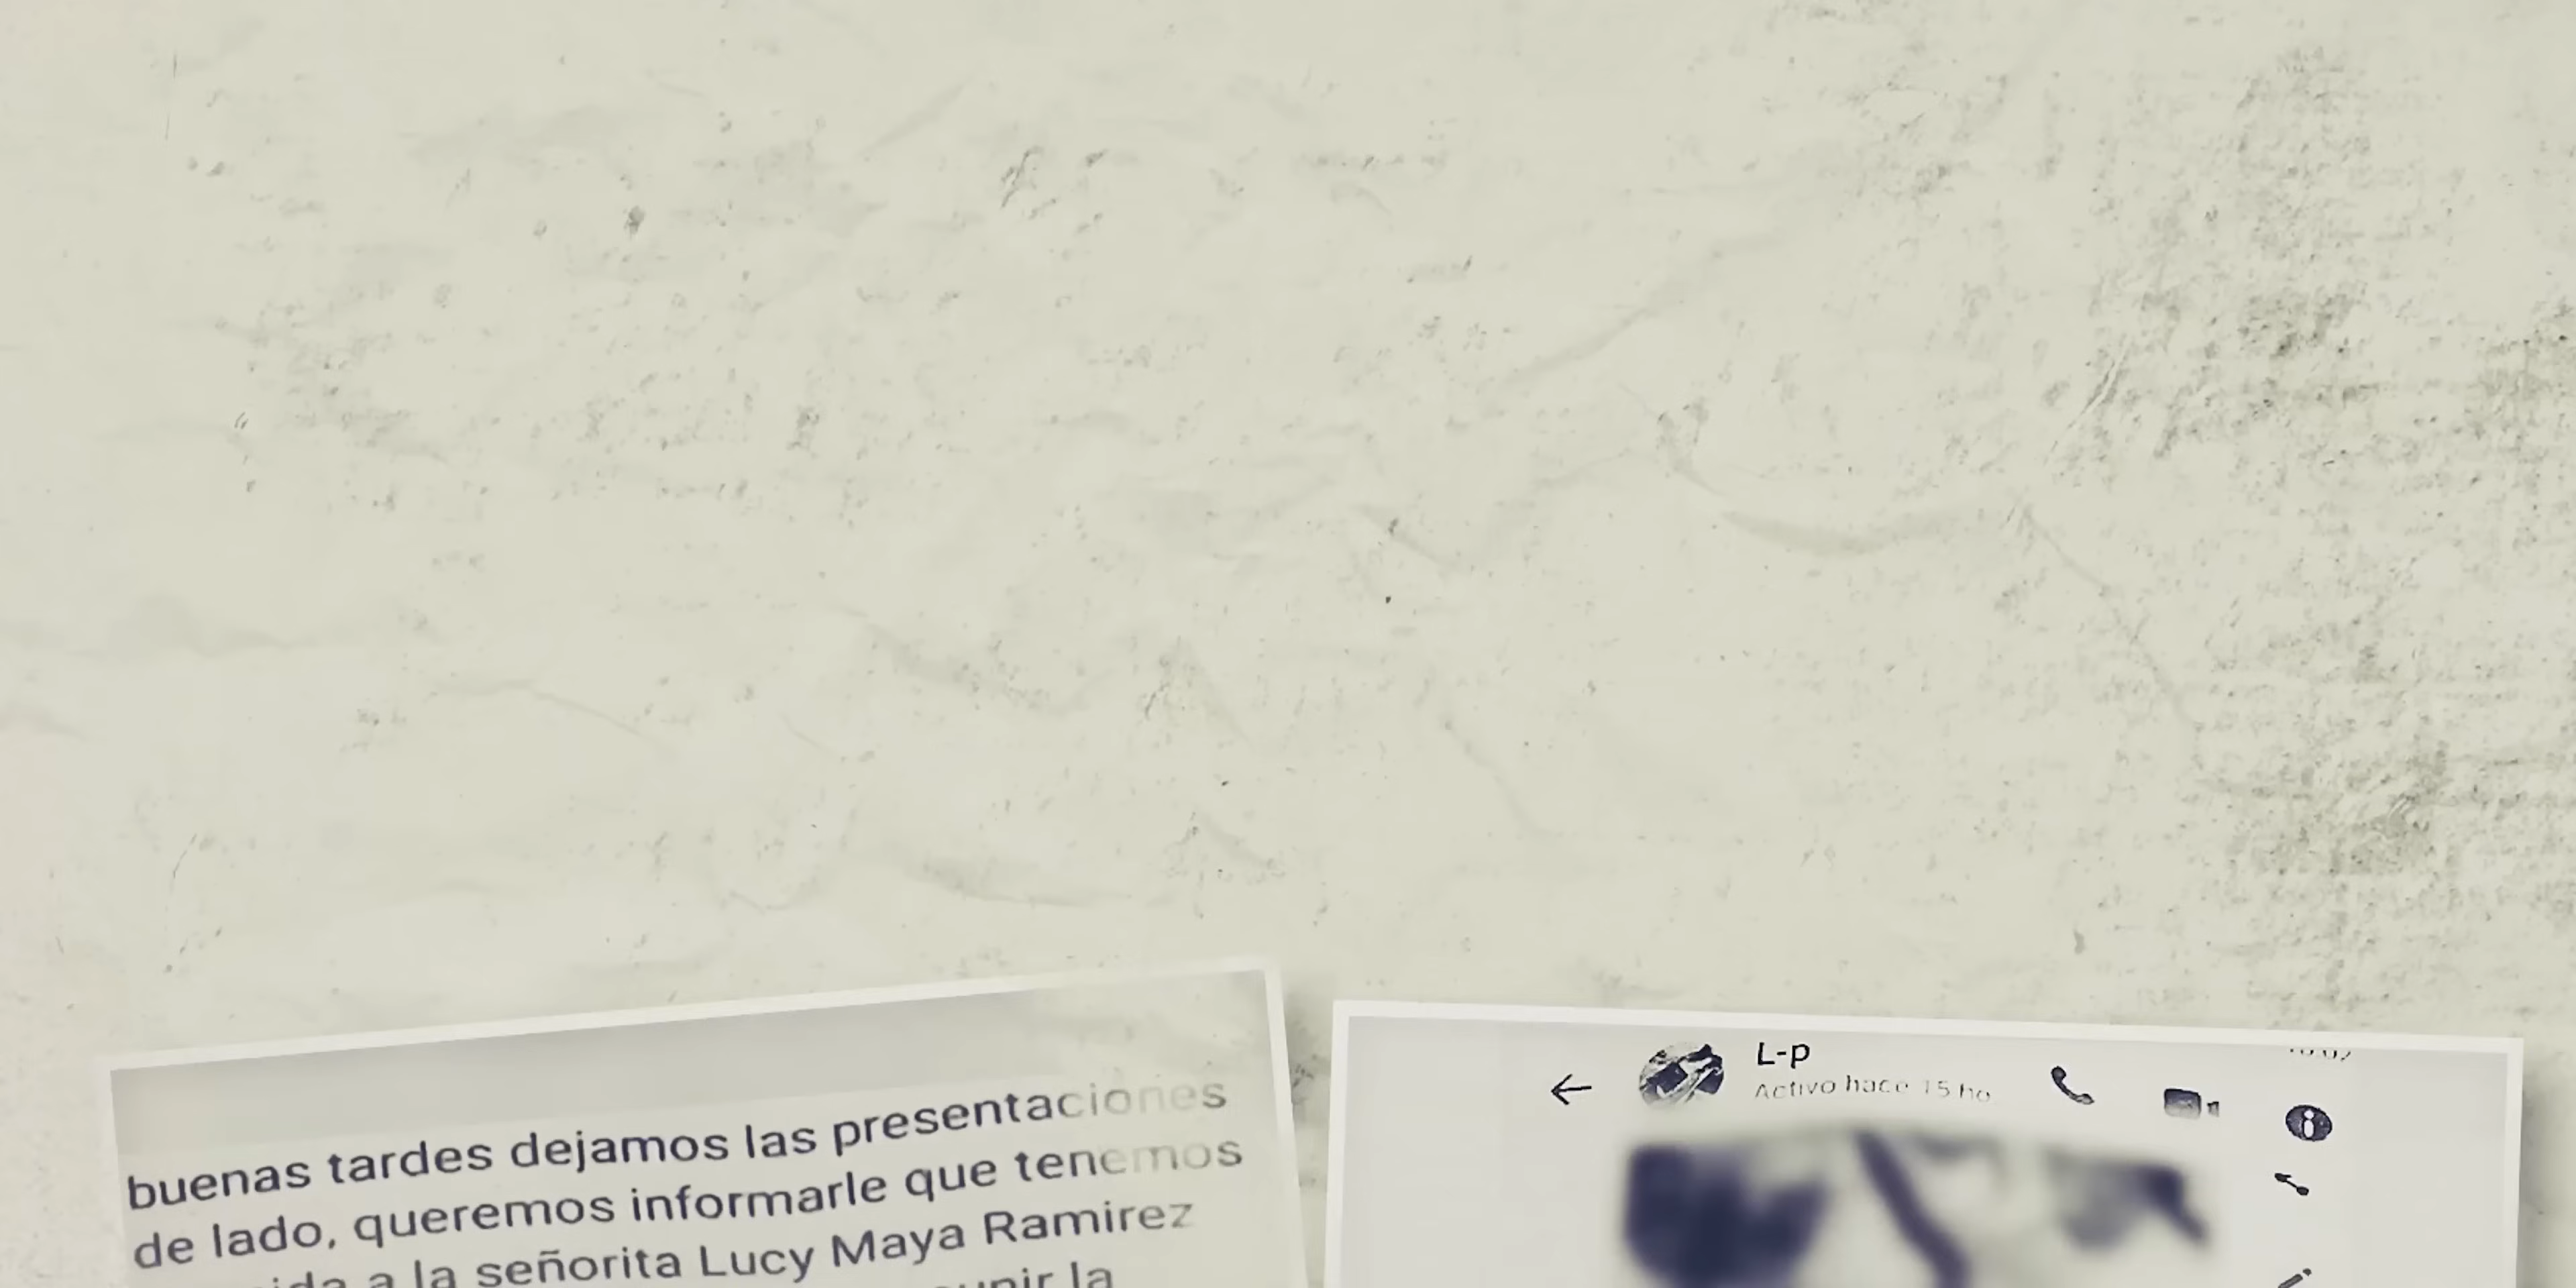 buenas tardes dejamos las presentaciones
de lado, queremos informarle que tenemos
a la señorita Lucy Maya Ramirez
la
L-p
Activo hace 15 ho